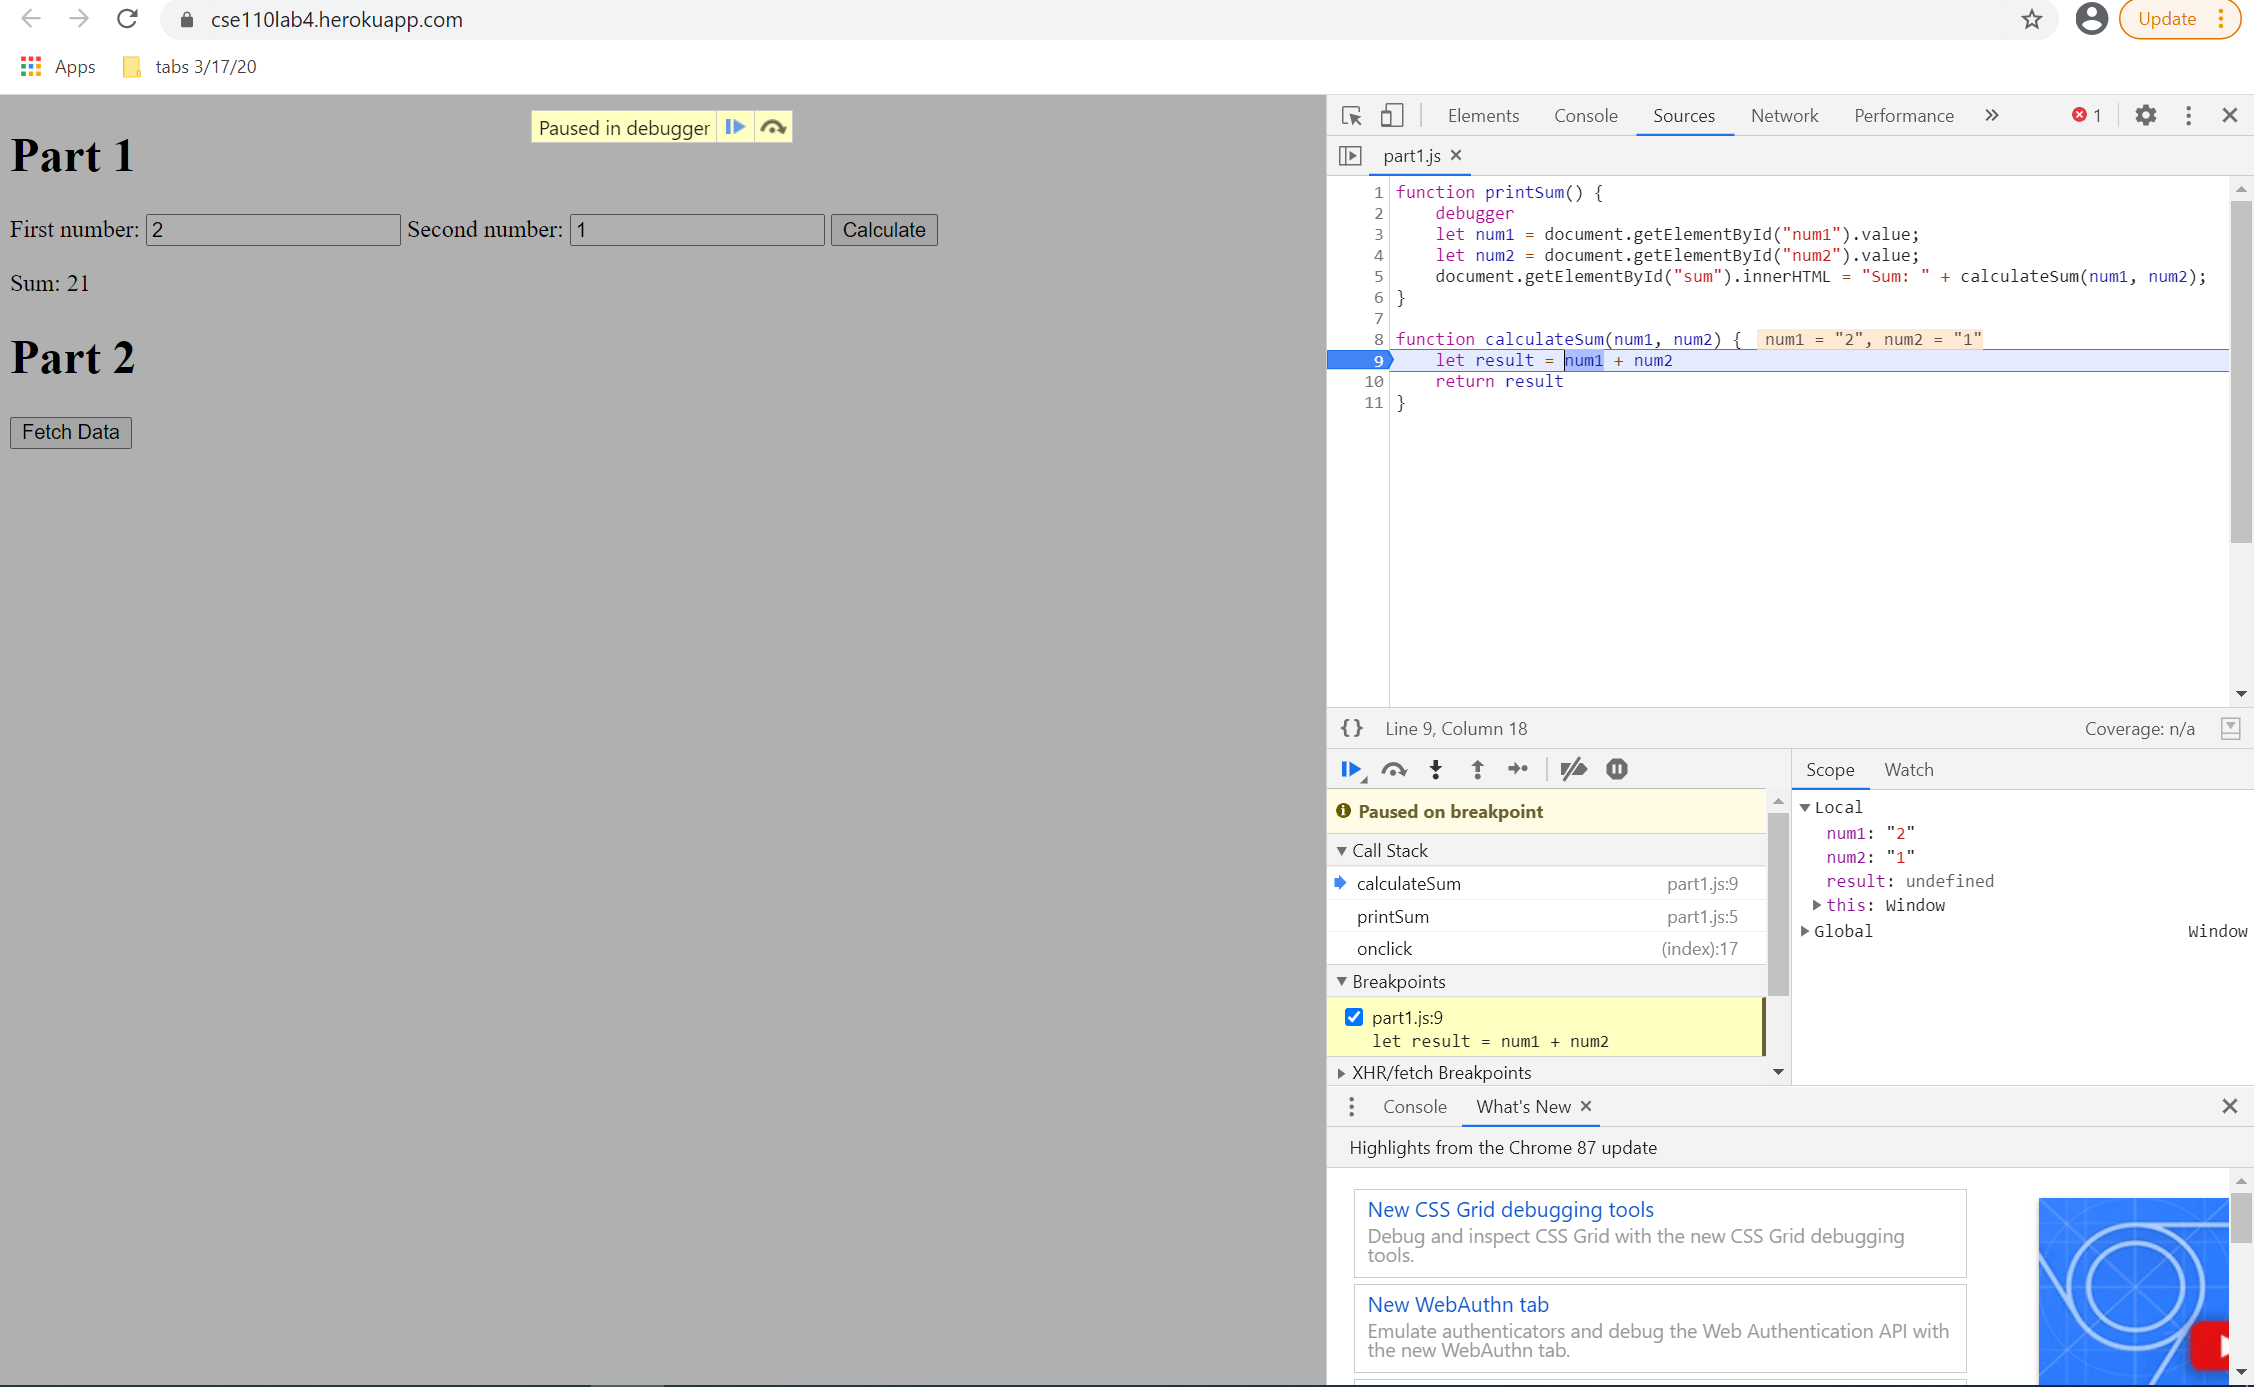 cse110lab4.herokuapp.com
Update
Apps
tabs 3/17/20
Paused in debugger
Part 1
First number: 2 Second number: 1 Calculate
Sum: 21
Part 2
Fetch Data
Elements Console Sources Network Performance » 1
part1.js ×
1 function printSum() {
2 debugger
3 let num1 = document.getElementById("num1").value;
4 let num2 = document.getElementById("num2").value;
5 document.getElementById("sum").innerHTML = "Sum: " + calculateSum(num1, num2);
6 }
7
8 function calculateSum(num1, num2) { num1 = "2", num2 = "1"
9 let result = num1 + num2
10 return result
11 }
{} Line 9, Column 18 Coverage: n/a
Paused on breakpoint
Call Stack
calculateSum part1.js:9
printSum part1.js:5
onclick (index):17
Breakpoints
part1.js:9
let result = num1 + num2
XHR/fetch Breakpoints
Scope Watch
Local
num1: "2"
num2: "1"
result: undefined
this: Window
Global Window
Console What's New ×
Highlights from the Chrome 87 update
New CSS Grid debugging tools
Debug and inspect CSS Grid with the new CSS Grid debugging
tools.
New WebAuthn tab
Emulate authenticators and debug the Web Authentication API with
the new WebAuthn tab.